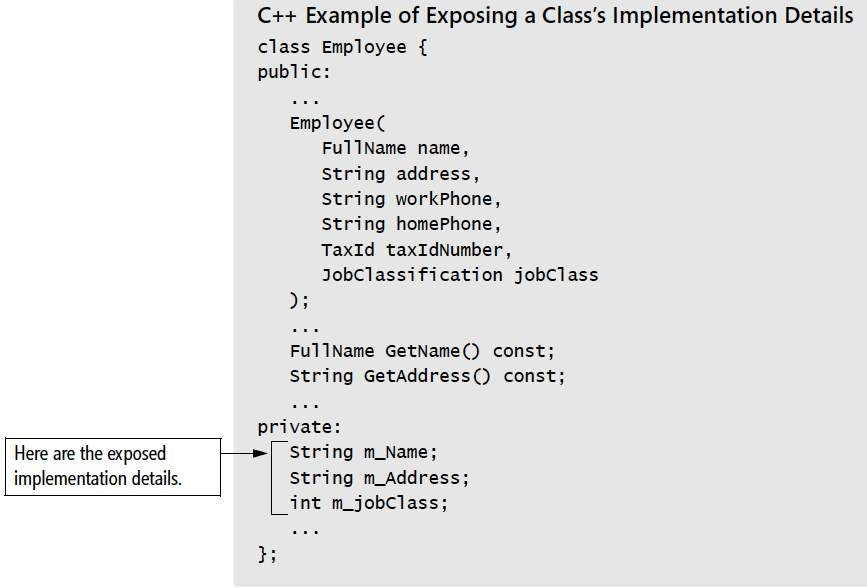 C++ Example of Exposing a Class’s Implementation Details
class Employee {
public:
   ...
   Employee(
      FullName name,
      String address,
      String workPhone,
      String homePhone,
      TaxId taxIdNumber,
      JobClassification jobClass
   );
   ...
   FullName GetName() const;
   String GetAddress() const;
   ...
private:
Here are the exposed
implementation details.
   String m_Name;
   String m_Address;
   int m_jobClass;
   ...
};